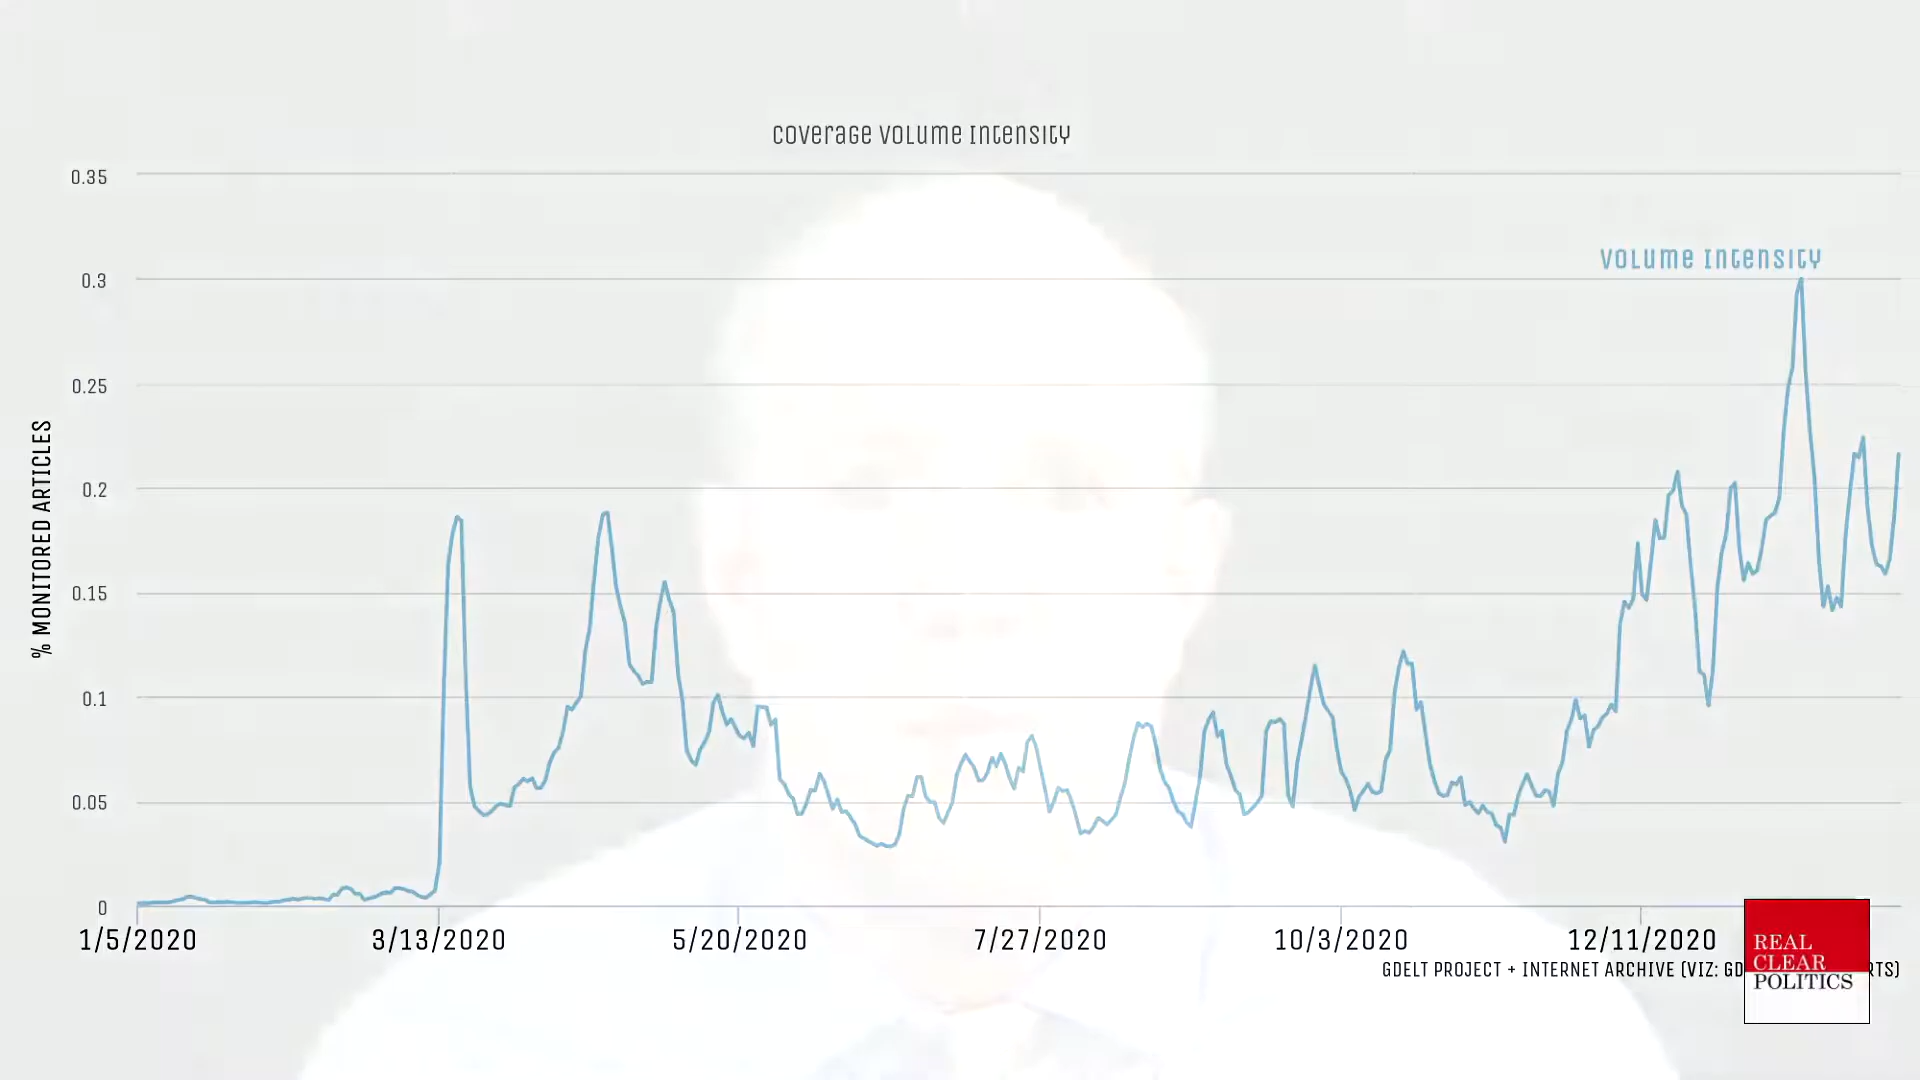 Coverage Volume Intensity
Volume Intensity
% MONITORED ARTICLES
0.35
0.3
0.25
0.2
0.15
0.1
0.05
0
1/5/2020 3/13/2020 5/20/2020 7/27/2020 10/3/2020 12/11/2020
GDELT PROJECT + INTERNET ARCHIVE (VIZ: GD
REAL
CLEAR
POLITICS